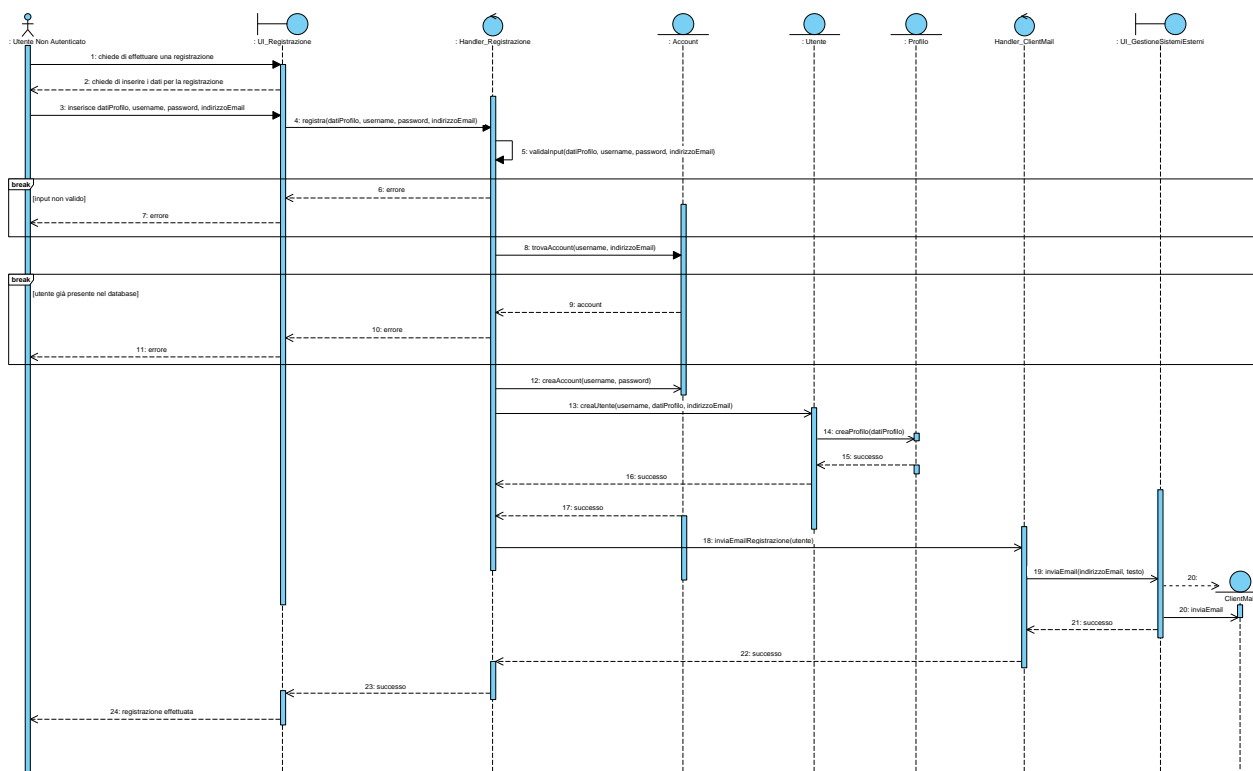 : Utente Non Autenticato
: UI_Registrazione
: Handler_Registrazione
: Account
: Utente
: Profilo
Handler_ClientMail
: UI_GestioneSistemiEsterni
1: chiede di effettuare una registrazione
2: chiede di inserire i dati per la registrazione
3: inserisce datiProfilo, username, password, indirizzoEmail
4: registra(datiProfilo, username, password, indirizzoEmail)
5: validaInput(datiProfilo, username, password, indirizzoEmail)
break
[input non valido]
6: errore
7: errore
8: trovaAccount(username, indirizzoEmail)
break
[utente già presente nel database]
9: account
10: errore
11: errore
12: creaAccount(username, password)
13: creaUtente(username, datiProfilo, indirizzoEmail)
14: creaProfilo(datiProfilo)
15: successo
16: successo
17: successo
18: inviaEmailRegistrazione(utente)
19: inviaEmail(indirizzoEmail, testo)
20:
ClientMai
20: inviaEmail
21: successo
22: successo
23: successo
24: registrazione effettuata